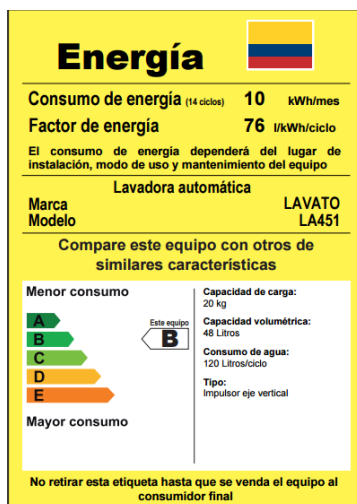 Energía
Consumo de energía (14 ciclos) 10 kWh/mes
Factor de energía 76 l/kWh/ciclo
El consumo de energía dependerá del lugar de
instalación, modo de uso y mantenimiento del equipo
Lavadora automática
Marca LAVATO
Modelo LA451
Compare este equipo con otros de
similares características
Menor consumo
A
B
C
D
E
Mayor consumo
Este equipo
B
Capacidad de carga:
20 kg
Capacidad volumétrica:
48 Litros
Consumo de agua:
120 Litros/ciclo
Tipo:
Impulsor eje vertical
No retirar esta etiqueta hasta que se venda el equipo al
consumidor final